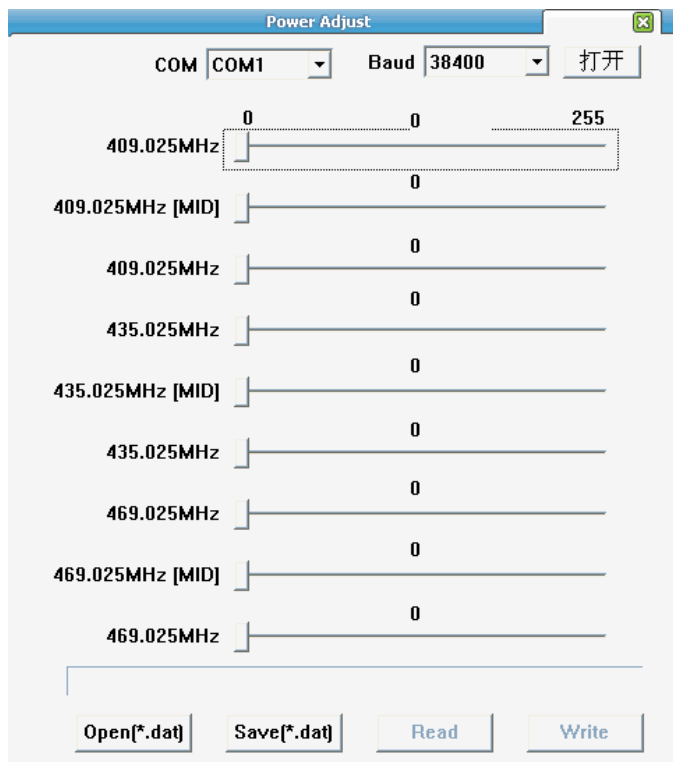 Power Adjust
COM COM1 Baud 38400 打开
0 0 255
409.025MHz
0
409.025MHz [MID]
0
409.025MHz
0
435.025MHz
0
435.025MHz [MID]
0
435.025MHz
0
469.025MHz
0
469.025MHz [MID]
0
469.025MHz
Open(*.dat) Save(*.dat) Read Write